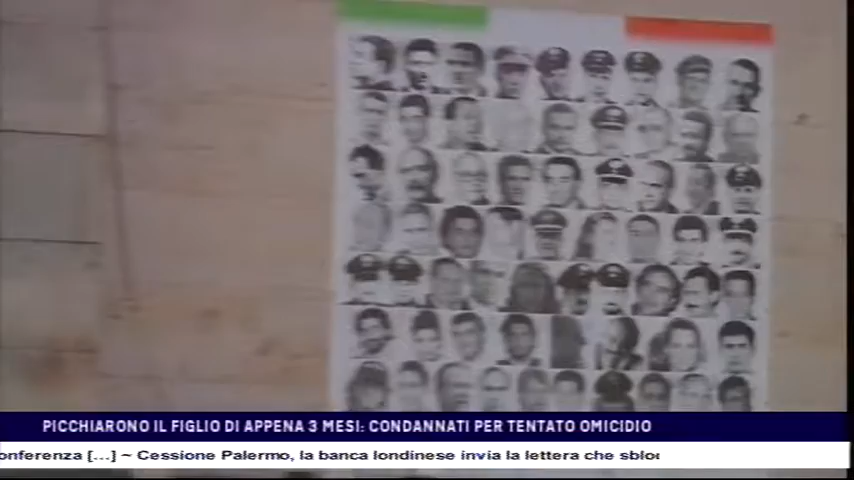 PICCHIARONO IL FIGLIO DI APPENA 3 MESI: CONDANNATI PER TENTATO OMICIDIO
onferenza [...] ~ Cessione Palermo, la banca londinese invia la lettera che sblo